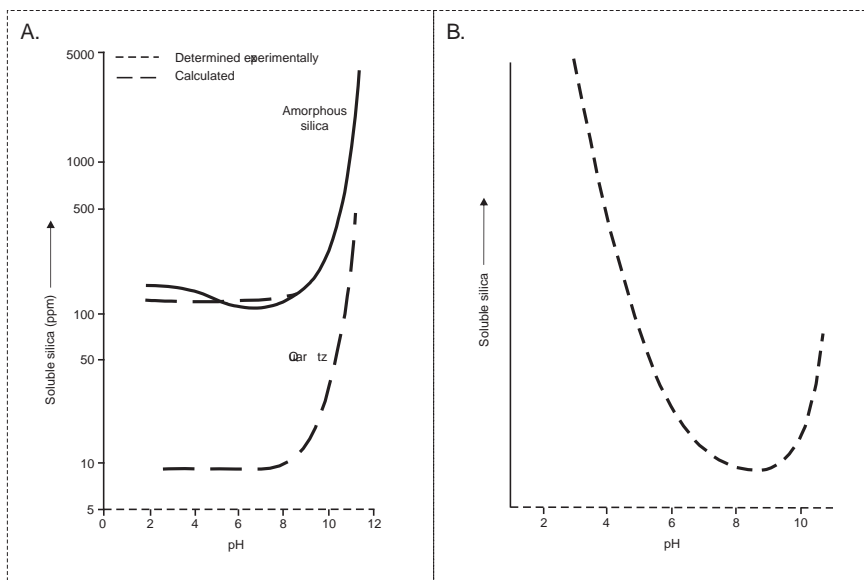 A.
5000
Determined experimentally
Calculated
Amorphous
silica
1000
500
Soluble silica (ppm)
100
50
Quartz
10
5
0
2
4
6
8
10
12
pH
B.
Soluble silica
2
4
6
8
10
pH